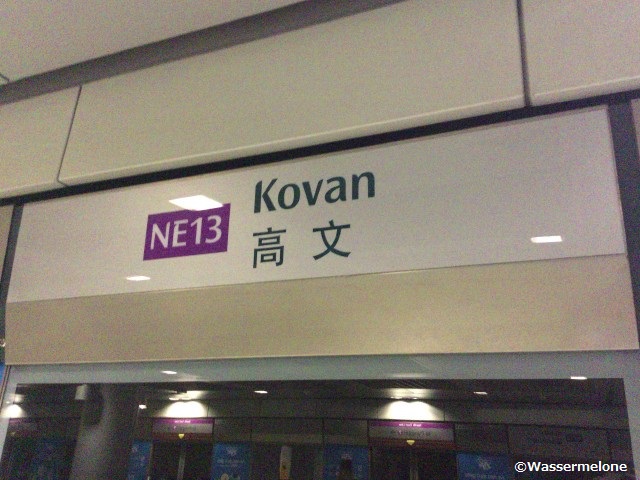 NE13
Kovan
高文
©Wassermelone